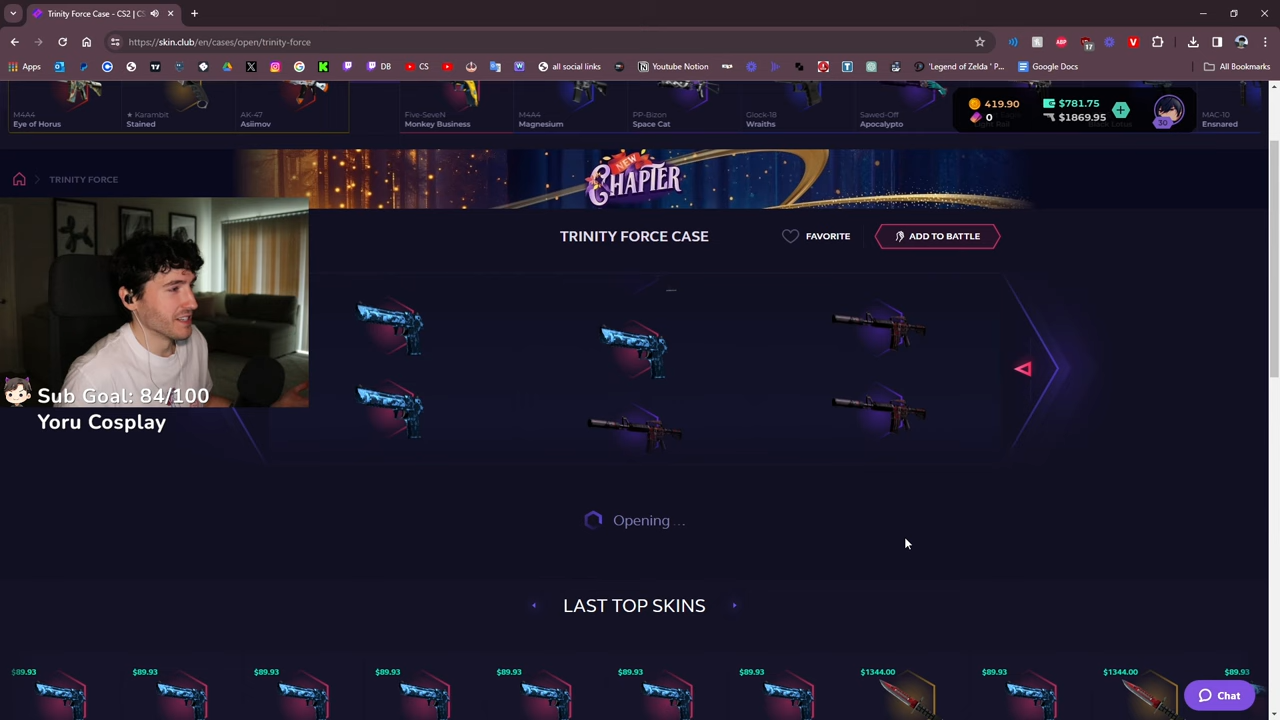 Trinity Force Case - CS2 | CS
https://skin.club/en/cases/open/trinity-force
Apps
DB
CS
all social links
Youtube Notion
'Legend of Zelda ' P...
Google Docs
All Bookmarks
M4A4
Eye of Horus
★ Karambit
Stained
AK-47
Asiimov
Five-SeveN
Monkey Business
M4A4
Magnesium
PP-Bizon
Space Cat
Glock-18
Wraiths
Sawed-Off
Apocalypto
419.90
$781.75
0
$1869.95
30
MAC-10
Ensnared
TRINITY FORCE
NEW
CHAPTER
TRINITY FORCE CASE
FAVORITE
ADD TO BATTLE
Sub Goal: 84/100
Yoru Cosplay
Opening ...
LAST TOP SKINS
$89.93
$89.93
$89.93
$89.93
$89.93
$89.93
$89.93
$1344.00
$89.93
$1344.00
$89.93
Chat